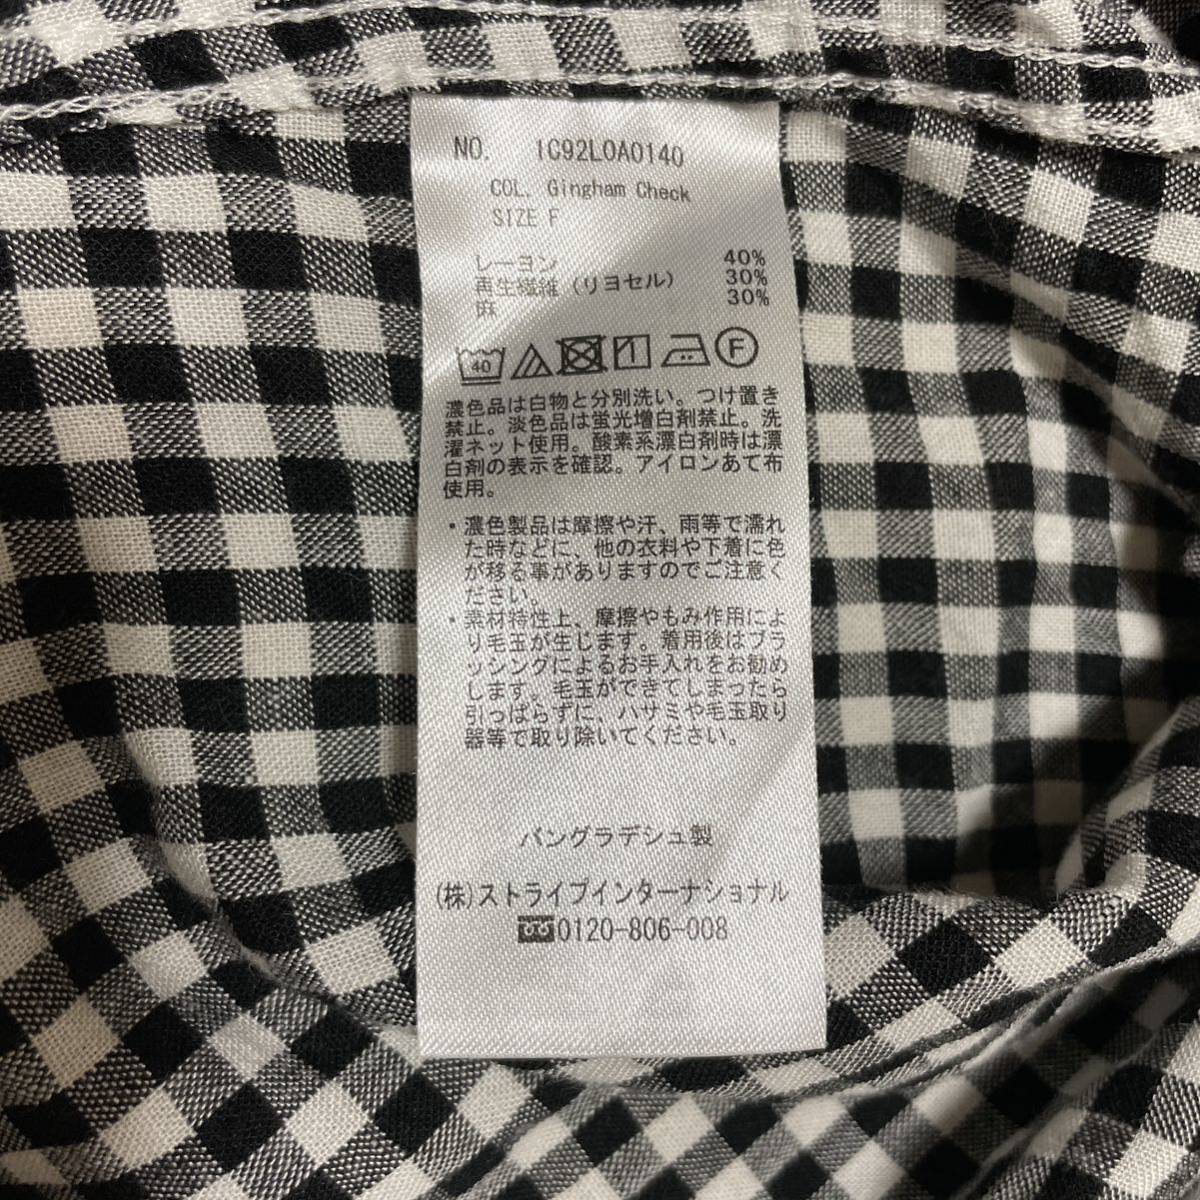 NO. 1C92L0A0140
COL. Gingham Check
SIZE F
レーヨン 40%
再生繊維(リヨセル) 30%
麻 30%
40 F
濃色品は白物と分別洗い。つけ置き
禁止。淡色品は蛍光増白剤禁止。洗
濯ネット使用。酸素系漂白剤時は漂
白剤の表示を確認。アイロンあて布
使用。
・濃色製品は摩擦や汗、雨等で濡れ
た時などに、他の衣料や下着に色
が移る事がありますのでご注意く
ださい。
・素材特性上、摩擦やもみ作用によ
り毛玉が生じます。着用後はブラ
ッシングによるお手入れをお勧め
します。毛玉ができてしまったら
引っぱらずに、ハサミや毛玉取り
器等で取り除いてください。
バングラデシュ製
(株)ストライプインターナショナル
0120-806-008